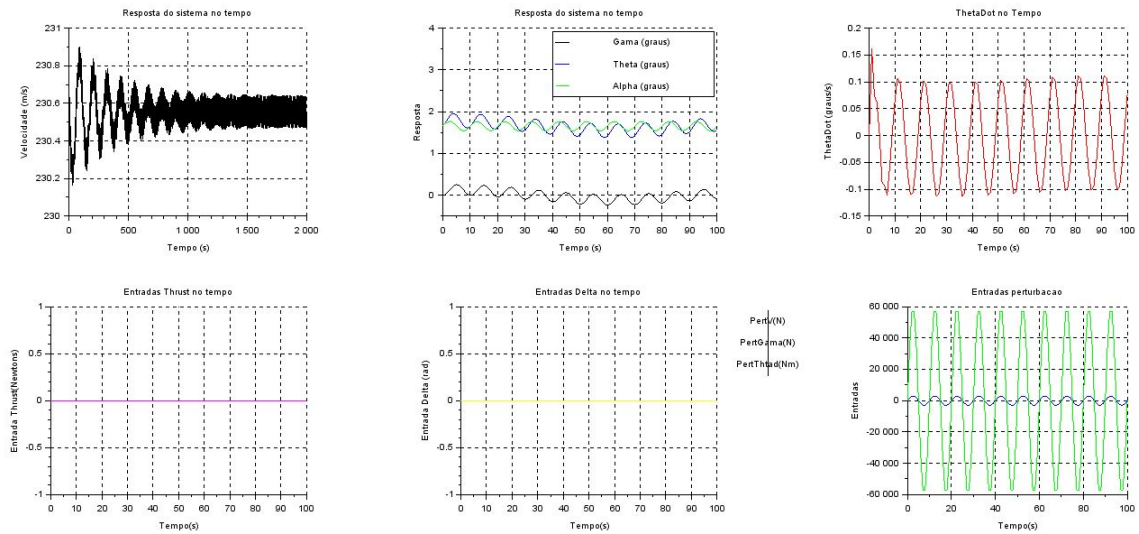 Resposta do sistema no tempo
231
230.8
230.6
230.4
230.2
230
Velocidade (m/s)
0
500
1 000
1 500
2 000
Tempo (s)
Resposta do sistema no tempo
4
3
2
1
0
Resposta
Gama (graus)
Theta (graus)
Alpha (graus)
0 10 20 30 40 50 60 70 80 90 100
Tempo (s)
ThetaDot no Tempo
0.2
0.15
0.1
0.05
0
-0.05
-0.1
-0.15
ThetaDot (graus/s)
0 10 20 30 40 50 60 70 80 90 100
Tempo (s)
Entradas Thrust no tempo
1
0.5
0
-0.5
-1
Entrada Thrust(Newtons)
0 10 20 30 40 50 60 70 80 90 100
Tempo(s)
Entradas Delta no tempo
1
0.5
0
-0.5
-1
Entrada Delta (rad)
0 10 20 30 40 50 60 70 80 90 100
Tempo(s)
PertV(N)
PertGama(N)
PertThtad(Nm)
Entradas perturbacao
60 000
40 000
20 000
0
-20 000
-40 000
-60 000
Entradas
0 10 20 30 40 50 60 70 80 90 100
Tempo(s)